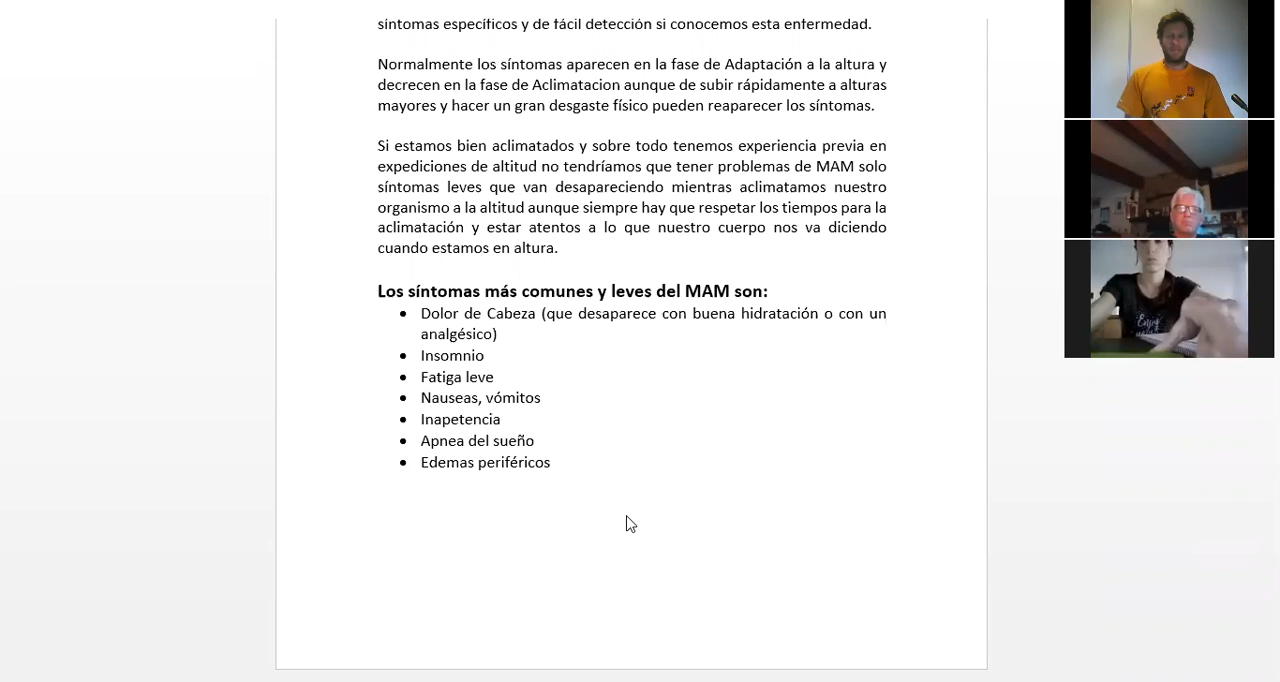 síntomas específicos y de fácil detección si conocemos esta enfermedad.
Normalmente los síntomas aparecen en la fase de Adaptación a la altura y
decrecen en la fase de Aclimatacion aunque de subir rápidamente a alturas
mayores y hacer un gran desgaste físico pueden reaparecer los síntomas.
Si estamos bien aclimatados y sobre todo tenemos experiencia previa en
expediciones de altitud no tendríamos que tener problemas de MAM solo
síntomas leves que van desapareciendo mientras aclimatamos nuestro
organismo a la altitud aunque siempre hay que respetar los tiempos para la
aclimatación y estar atentos a lo que nuestro cuerpo nos va diciendo
cuando estamos en altura.
Los síntomas más comunes y leves del MAM son:
• Dolor de Cabeza (que desaparece con buena hidratación o con un
analgésico)
• Insomnio
• Fatiga leve
• Nauseas, vómitos
• Inapetencia
• Apnea del sueño
• Edemas periféricos
Enjoy